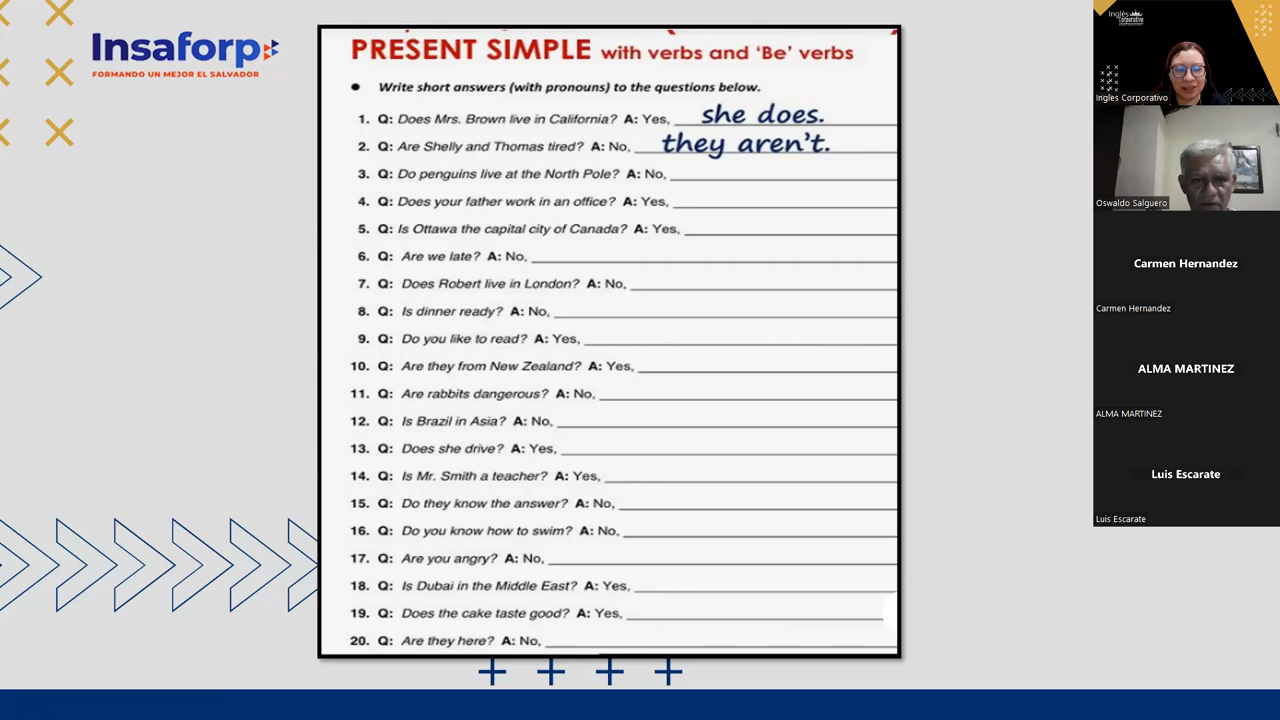 Insaforp
FORMANDO UN MEJOR EL SALVADOR
PRESENT SIMPLE with verbs and ‘Be’ verbs
● Write short answers (with pronouns) to the questions below.
1. Q: Does Mrs. Brown live in California? A: Yes, she does.
2. Q: Are Shelly and Thomas tired? A: No, they aren’t.
3. Q: Do penguins live at the North Pole? A: No,
4. Q: Does your father work in an office? A: Yes,
5. Q: Is Ottawa the capital city of Canada? A: Yes,
6. Q: Are we late? A: No,
7. Q: Does Robert live in London? A: No,
8. Q: Is dinner ready? A: No,
9. Q: Do you like to read? A: Yes,
10. Q: Are they from New Zealand? A: Yes,
11. Q: Are rabbits dangerous? A: No,
12. Q: Is Brazil in Asia? A: No,
13. Q: Does she drive? A: Yes,
14. Q: Is Mr. Smith a teacher? A: Yes,
15. Q: Do they know the answer? A: No,
16. Q: Do you know how to swim? A: No,
17. Q: Are you angry? A: No,
18. Q: Is Dubai in the Middle East? A: Yes,
19. Q: Does the cake taste good? A: Yes,
20. Q: Are they here? A: No,
Inglés
Corporativo
Ingles Corporativo
Oswaldo Salguero
Carmen Hernandez
Carmen Hernandez
ALMA MARTINEZ
ALMA MARTINEZ
Luis Escarate
Luis Escarate